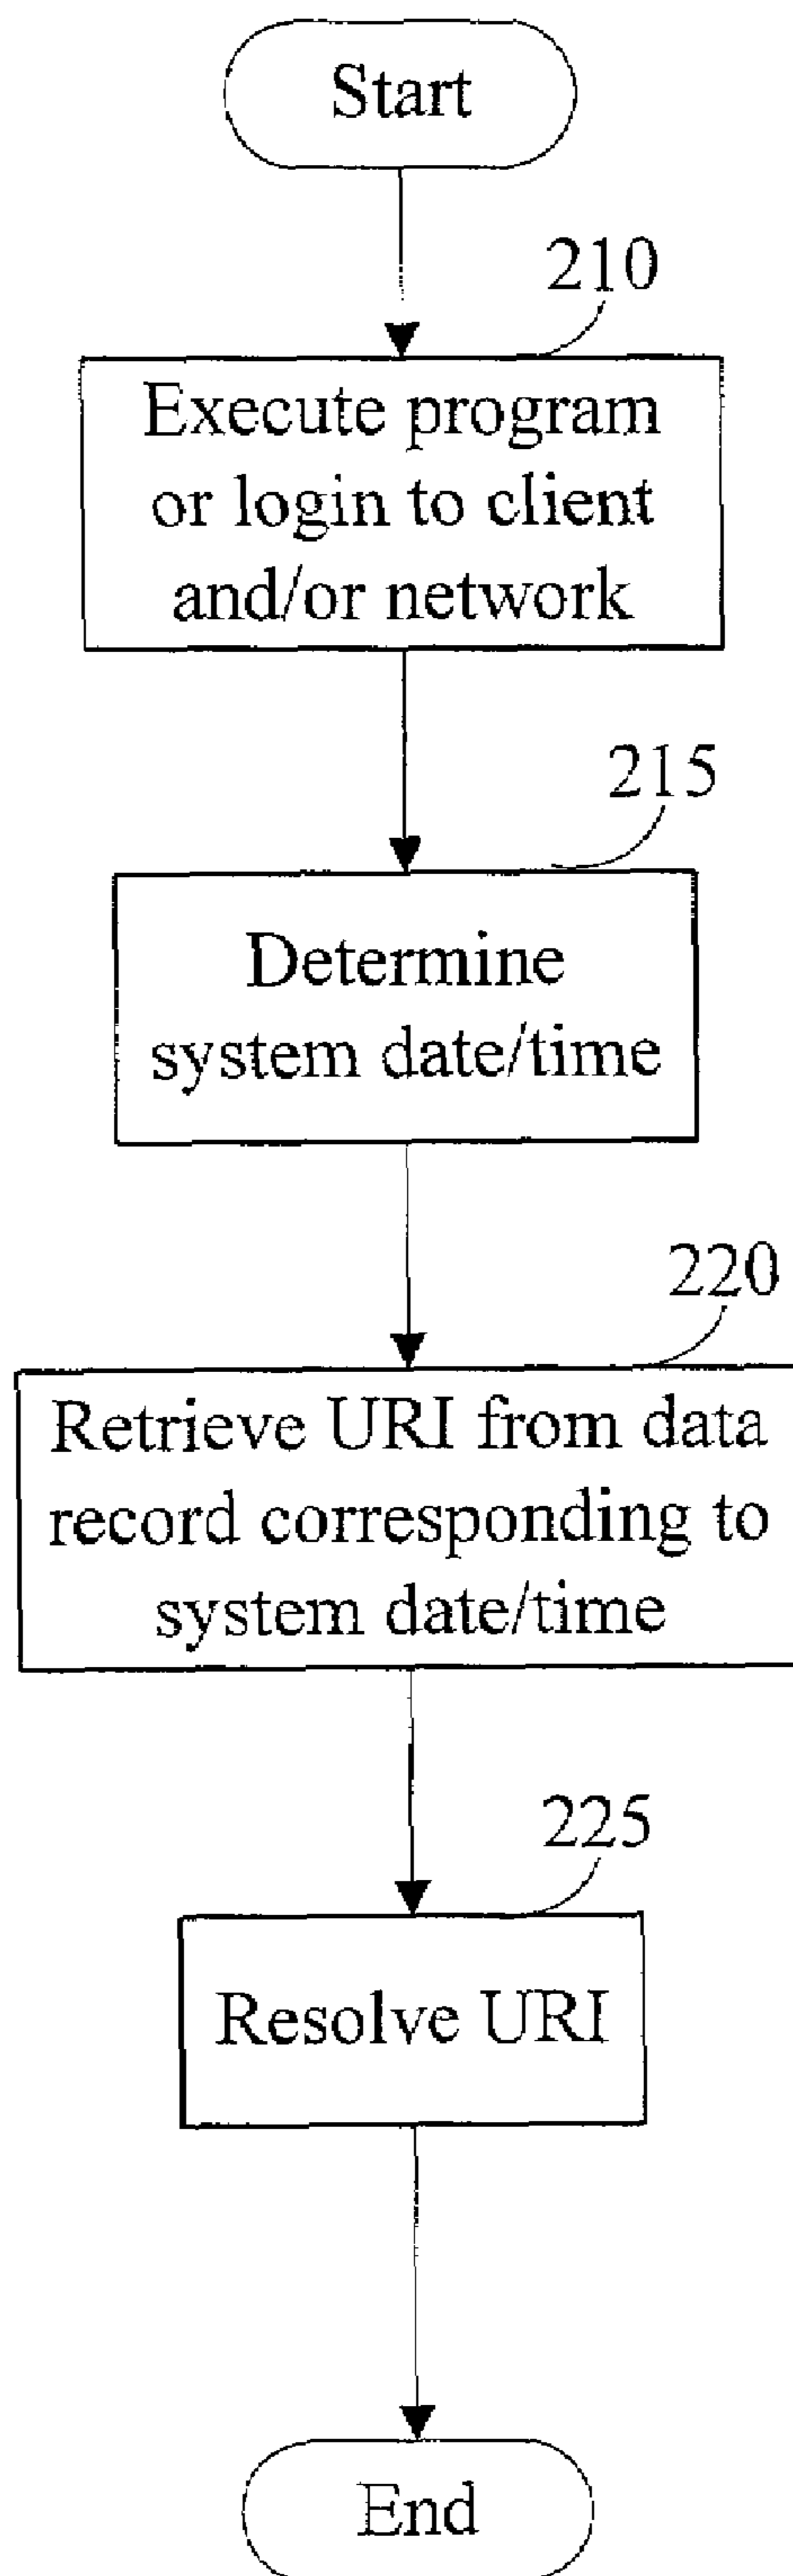 Start
210
Execute program
or login to client
and/or network
215
Determine
system date/time
220
Retrieve URI from data
record corresponding to
system date/time
225
Resolve URI
End